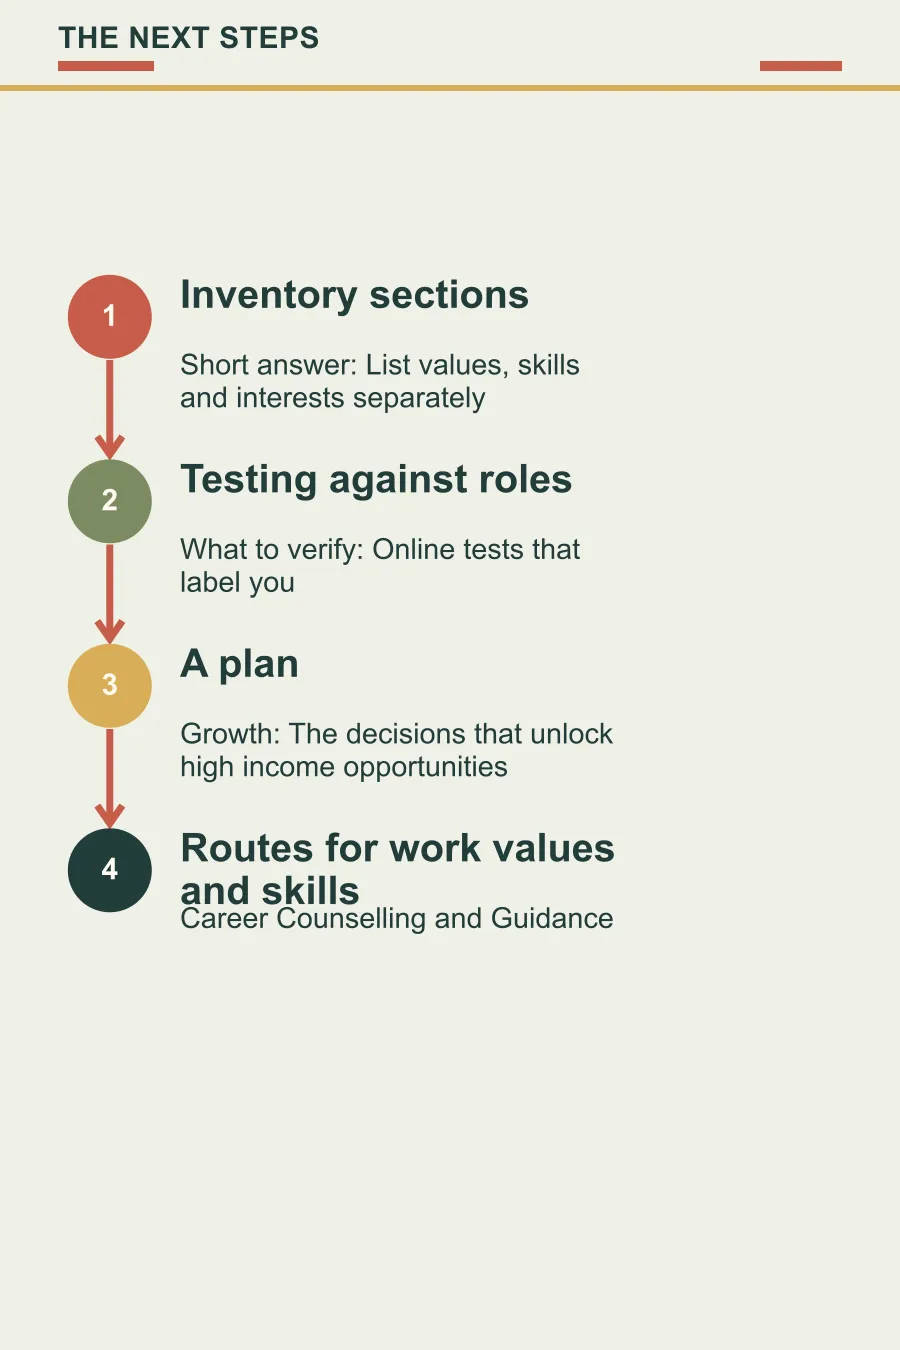 THE NEXT STEPS
1
Inventory sections
Short answer: List values, skills
and interests separately
2
Testing against roles
What to verify: Online tests that
label you
3
A plan
Growth: The decisions that unlock
high income opportunities
4
Routes for work values
and skills
Career Counselling and Guidance